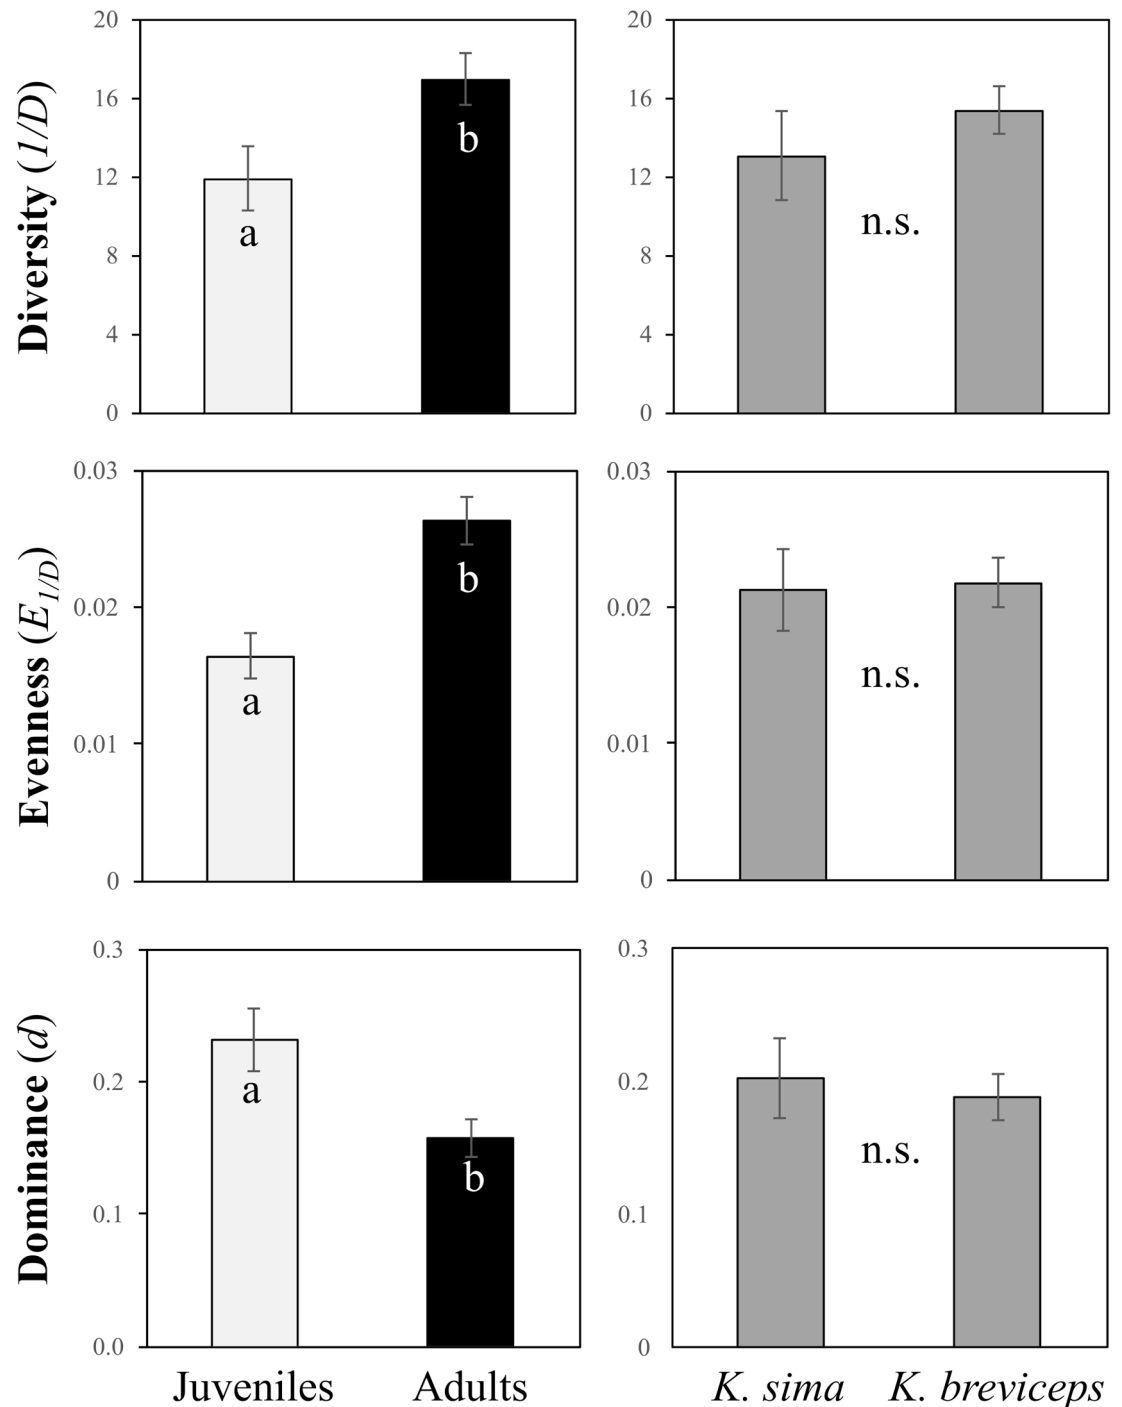 Diversity (1/D)
20
16
12
8
4
0
a
b
20
16
12
8
4
0
n.s.
Evenness (E1/D)
0.03
0.02
0.01
0
a
b
0.03
0.02
0.01
0
n.s.
Dominance (d)
0.3
0.2
0.1
0.0
a
b
0.3
0.2
0.1
0
n.s.
Juveniles Adults
K. sima K. breviceps